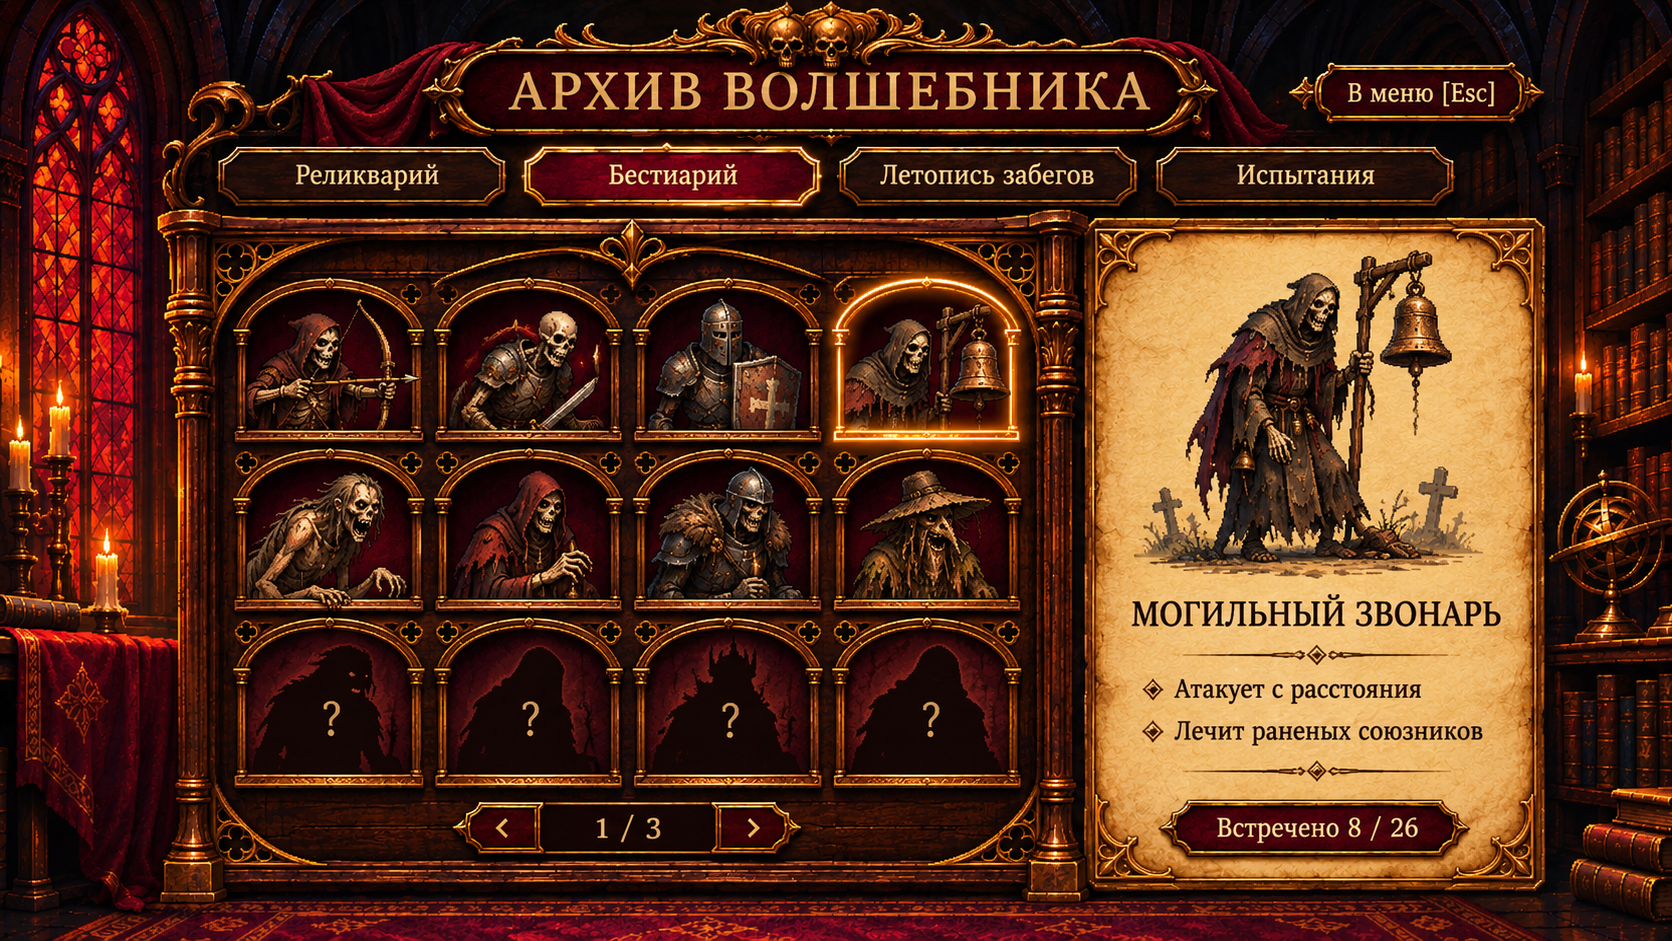 АРХИВ ВОЛШЕБНИКА
В меню [Esc]
Реликварий
Бестиарий
Летопись забегов
Испытания
?
?
?
?
МОГИЛЬНЫЙ ЗВОНАРЬ
Атакует с расстояния
Лечит раненых союзников
< 1 / 3 >
Встречено 8 / 26